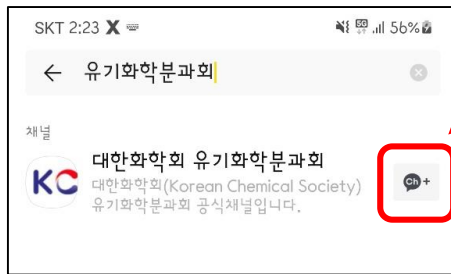 SKT 2:23 X
5G 56%
유기화학분과회
채널
KC 대한화학회 유기화학분과회
대한화학회(Korean Chemical Society)
유기화학분과회 공식채널입니다.
Ch+